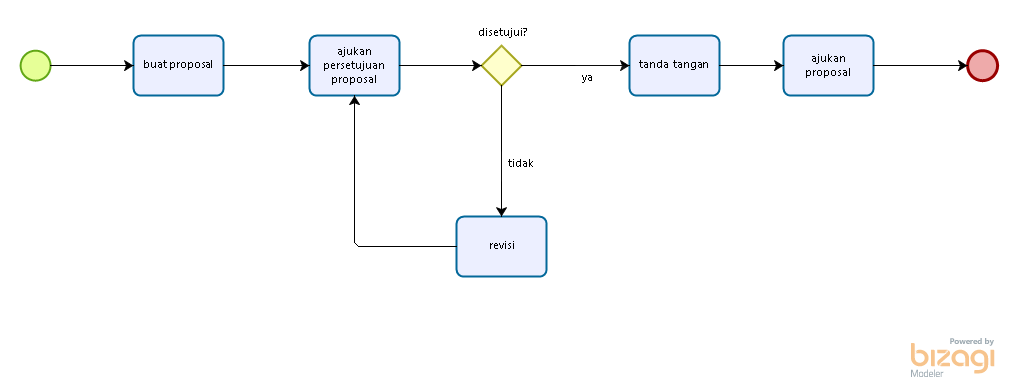 disetujui?
buat proposal
ajukan
persetujuan
proposal
ya
tanda tangan
ajukan
proposal
tidak
revisi
Powered by
bizagi
Modeler